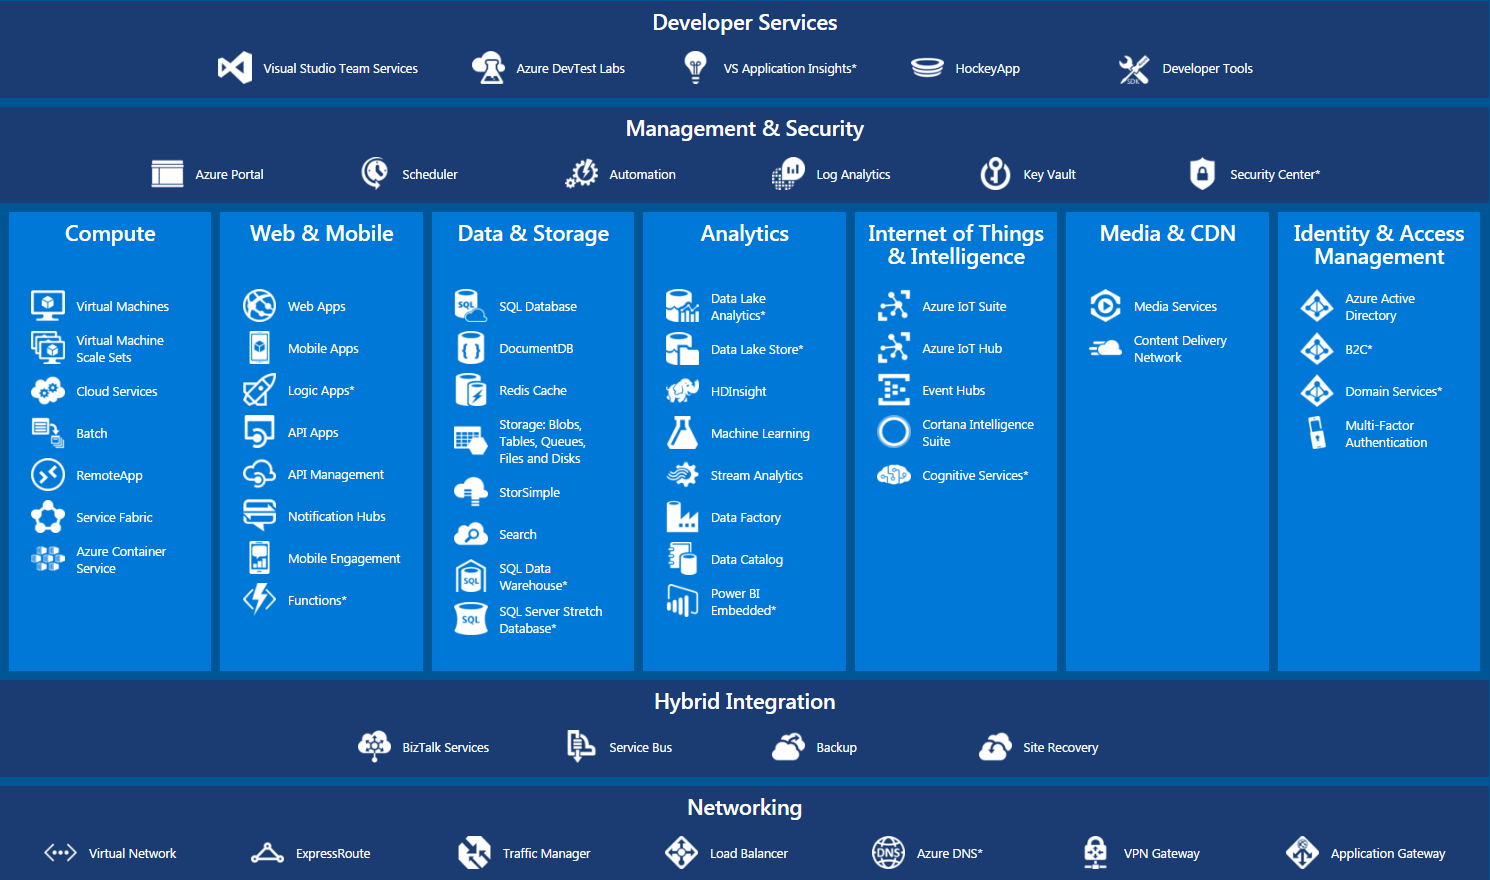 Developer Services
Visual Studio Team Services
Azure DevTest Labs
VS Application Insights*
HockeyApp
SDK
Developer Tools
Management & Security
Azure Portal
Scheduler
Automation
Log Analytics
Key Vault
Security Center*
Compute
Virtual Machines
Virtual Machine
Scale Sets
Cloud Services
Batch
RemoteApp
Service Fabric
Azure Container
Service
Web & Mobile
Web Apps
Mobile Apps
Logic Apps*
API Apps
API Management
Notification Hubs
Mobile Engagement
Functions*
Data & Storage
SQL
SQL Database
DocumentDB
Redis Cache
Storage: Blobs,
Tables, Queues,
Files and Disks
StorSimple
Search
SQL
SQL Data
Warehouse*
SQL
SQL Server Stretch
Database*
Analytics
Data Lake
Analytics*
Data Lake Store*
HDInsight
Machine Learning
Stream Analytics
Data Factory
Data Catalog
Power BI
Embedded*
Internet of Things
& Intelligence
Azure IoT Suite
Azure IoT Hub
Event Hubs
Cortana Intelligence
Suite
Cognitive Services*
Media & CDN
Media Services
Content Delivery
Network
Identity & Access
Management
Azure Active
Directory
B2C*
Domain Services*
Multi-Factor
Authentication
Hybrid Integration
BizTalk Services
Service Bus
Backup
Site Recovery
Networking
Virtual Network
ExpressRoute
Traffic Manager
Load Balancer
DNS
Azure DNS*
VPN Gateway
Application Gateway